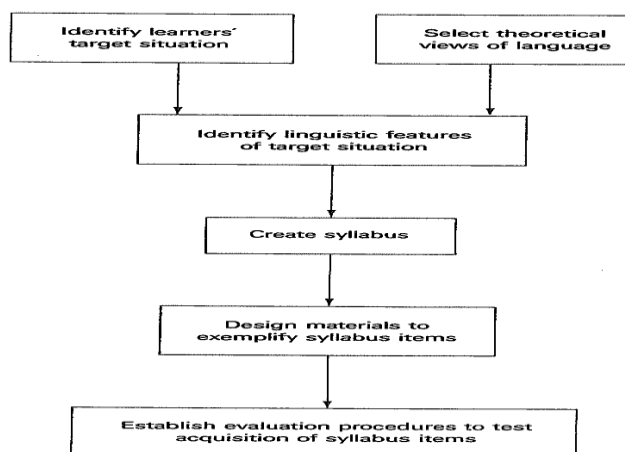 Identify learners'
target situation
Select theoretical
views of language
Identify linguistic features
of target situation
Create syllabus
Design materials to
exemplify syllabus items
Establish evaluation procedures to test
acquisition of syllabus items